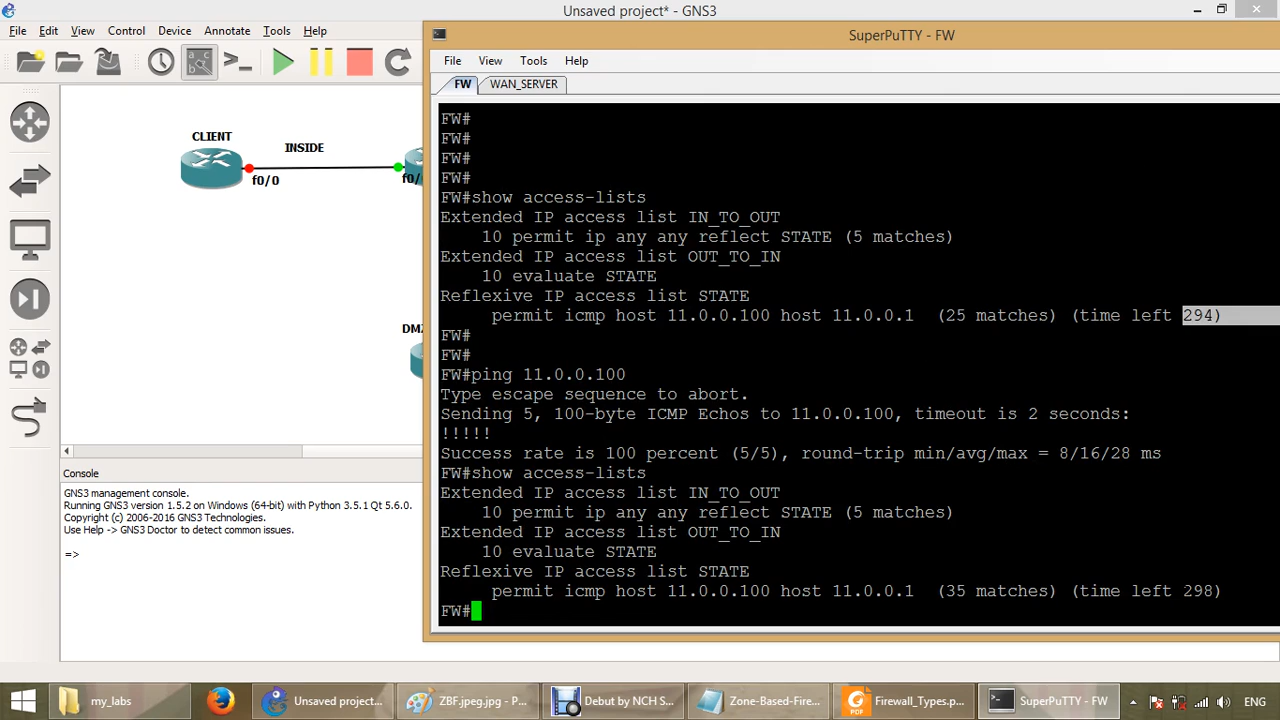 Unsaved project* - GNS3
File Edit View Control Device Annotate Tools Help
CLIENT
INSIDE
f0/0
f0/
DM
Console
GNS3 management console.
Running GNS3 version 1.5.2 on Windows (64-bit) with Python 3.5.1 Qt 5.6.0.
Copyright (c) 2006-2016 GNS3 Technologies.
Use Help -> GNS3 Doctor to detect common issues.
=>
SuperPuTTY - FW
File View Tools Help
FW WAN_SERVER
FW#
FW#
FW#
FW#
FW#show access-lists
Extended IP access list IN_TO_OUT
10 permit ip any any reflect STATE (5 matches)
Extended IP access list OUT_TO_IN
10 evaluate STATE
Reflexive IP access list STATE
permit icmp host 11.0.0.100 host 11.0.0.1 (25 matches) (time left 294)
FW#
FW#
FW#ping 11.0.0.100
Type escape sequence to abort.
Sending 5, 100-byte ICMP Echos to 11.0.0.100, timeout is 2 seconds:
!!!!!
Success rate is 100 percent (5/5), round-trip min/avg/max = 8/16/28 ms
FW#show access-lists
Extended IP access list IN_TO_OUT
10 permit ip any any reflect STATE (5 matches)
Extended IP access list OUT_TO_IN
10 evaluate STATE
Reflexive IP access list STATE
permit icmp host 11.0.0.100 host 11.0.0.1 (35 matches) (time left 298)
FW#
my_labs Unsaved project... ZBF.jpeg.jpg - P... Debut by NCH S... Zone-Based-Fire... Firewall_Types.p... SuperPuTTY - FW ENG